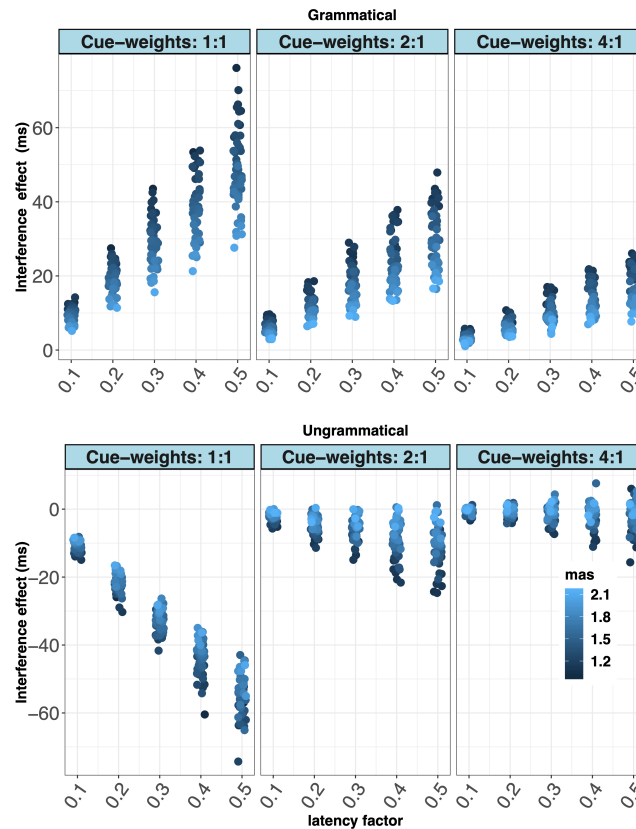 Grammatical
Cue−weights: 1:1 Cue−weights: 2:1 Cue−weights: 4:1
Interference effect (ms)
60
40
20
0
0.1 0.2 0.3 0.4 0.5 0.1 0.2 0.3 0.4 0.5 0.1 0.2 0.3 0.4 0.5
Ungrammatical
Cue−weights: 1:1 Cue−weights: 2:1 Cue−weights: 4:1
Interference effect (ms)
0
−20
−40
−60
mas
2.1
1.8
1.5
1.2
0.1 0.2 0.3 0.4 0.5 0.1 0.2 0.3 0.4 0.5 0.1 0.2 0.3 0.4 0.5
latency factor